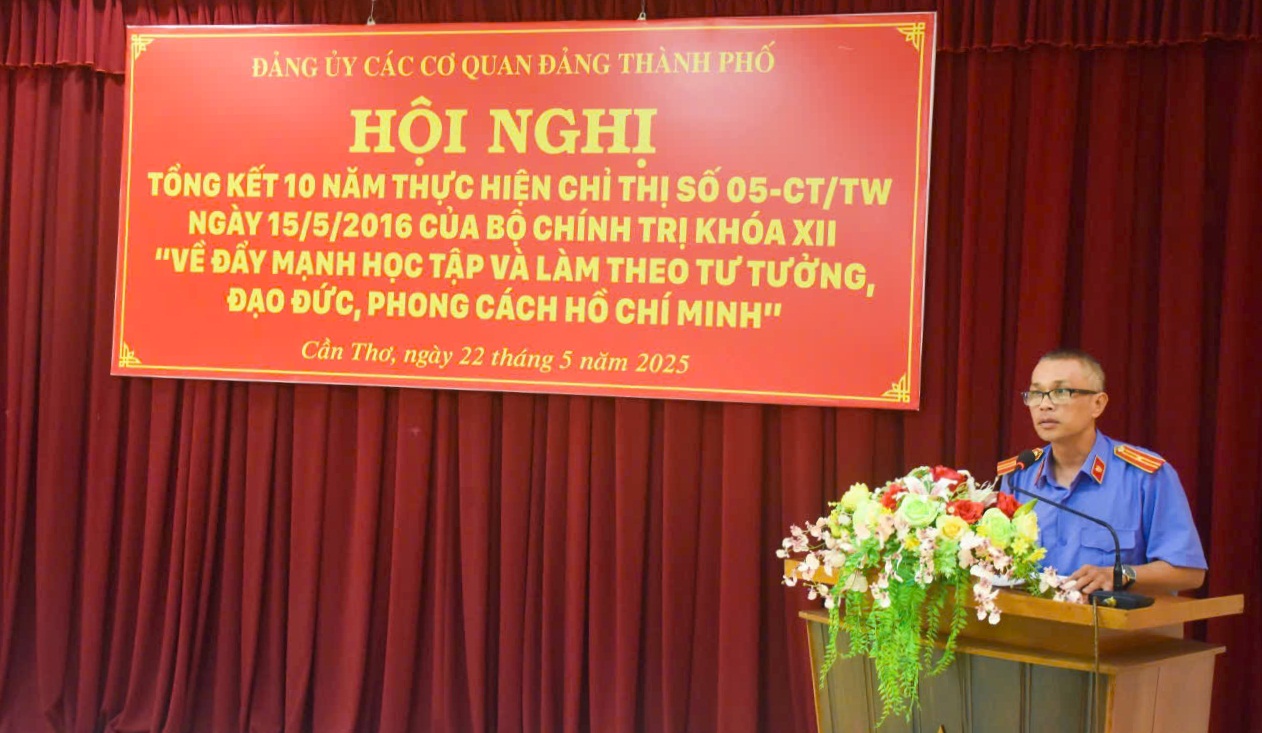 ĐẢNG ỦY CÁC CƠ QUAN ĐẢNG THÀNH PHỐ
HỘI NGHỊ
TỔNG KẾT 10 NĂM THỰC HIỆN CHỈ THỊ SỐ 05-CT/TW
NGÀY 15/5/2016 CỦA BỘ CHÍNH TRỊ KHÓA XII
"VỀ ĐẨY MẠNH HỌC TẬP VÀ LÀM THEO TƯ TƯỞNG,
ĐẠO ĐỨC, PHONG CÁCH HỒ CHÍ MINH"
Cần Thơ, ngày 22 tháng 5 năm 2025